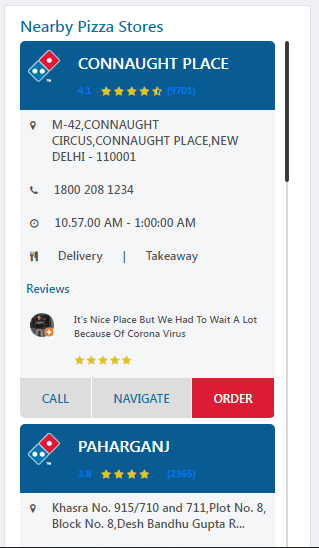 Nearby Pizza Stores
CONNAUGHT PLACE
4.1 (9701)
M-42,CONNAUGHT
CIRCUS,CONNAUGHT PLACE,NEW
DELHI - 110001
1800 208 1234
10.57.00 AM - 1:00:00 AM
Delivery | Takeaway
Reviews
It's Nice Place But We Had To Wait A Lot
Because Of Corona Virus
CALL NAVIGATE ORDER
PAHARGANJ
3.8 (2365)
Khasra No. 915/710 and 711,Plot No. 8,
Block No. 8,Desh Bandhu Gupta R...